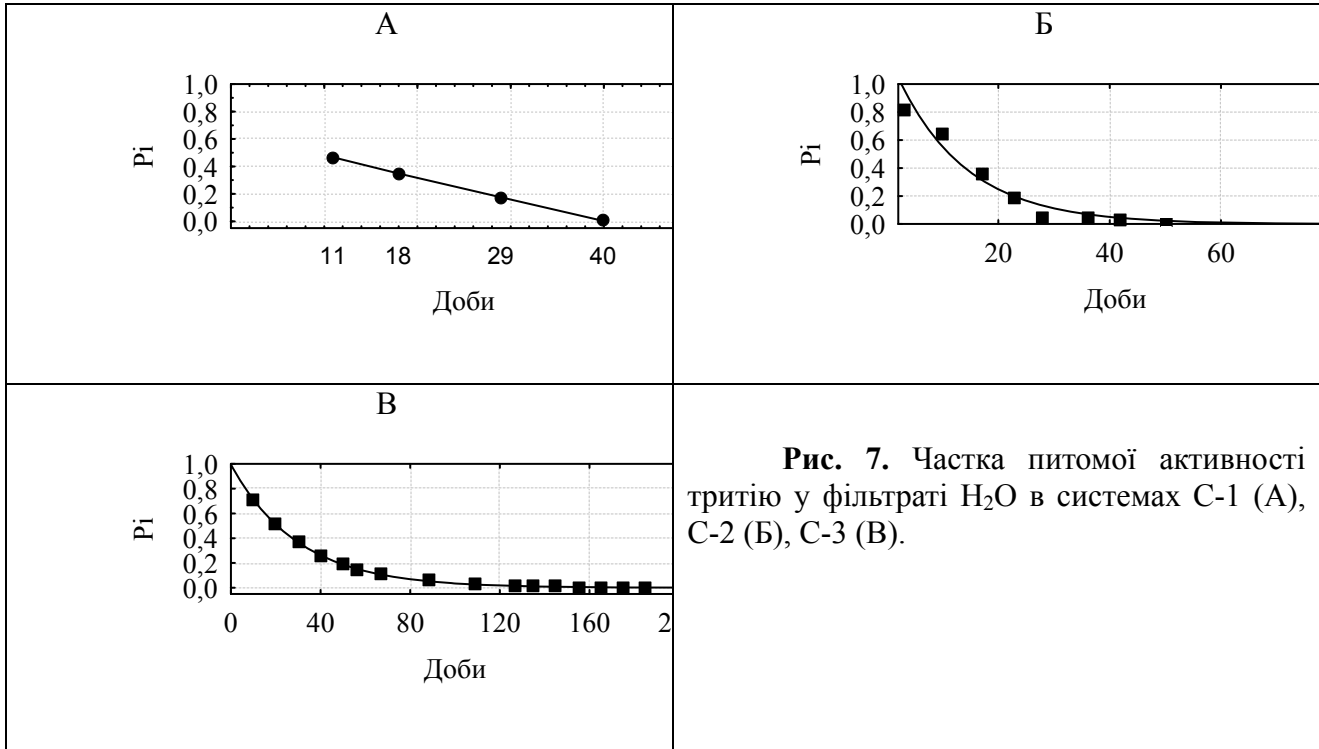 А
1,0
0,8
0,6
0,4
0,2
0,0
Pi
11 18 29 40
Доби
Б
1,0
0,8
0,6
0,4
0,2
0,0
Pi
20 40 60
Доби
В
1,0
0,8
0,6
0,4
0,2
0,0
Pi
0 40 80 120 160 2
Доби
Рис. 7. Частка питомої активності
тритію у фільтраті H₂O в системах С-1 (А),
С-2 (Б), С-3 (В).